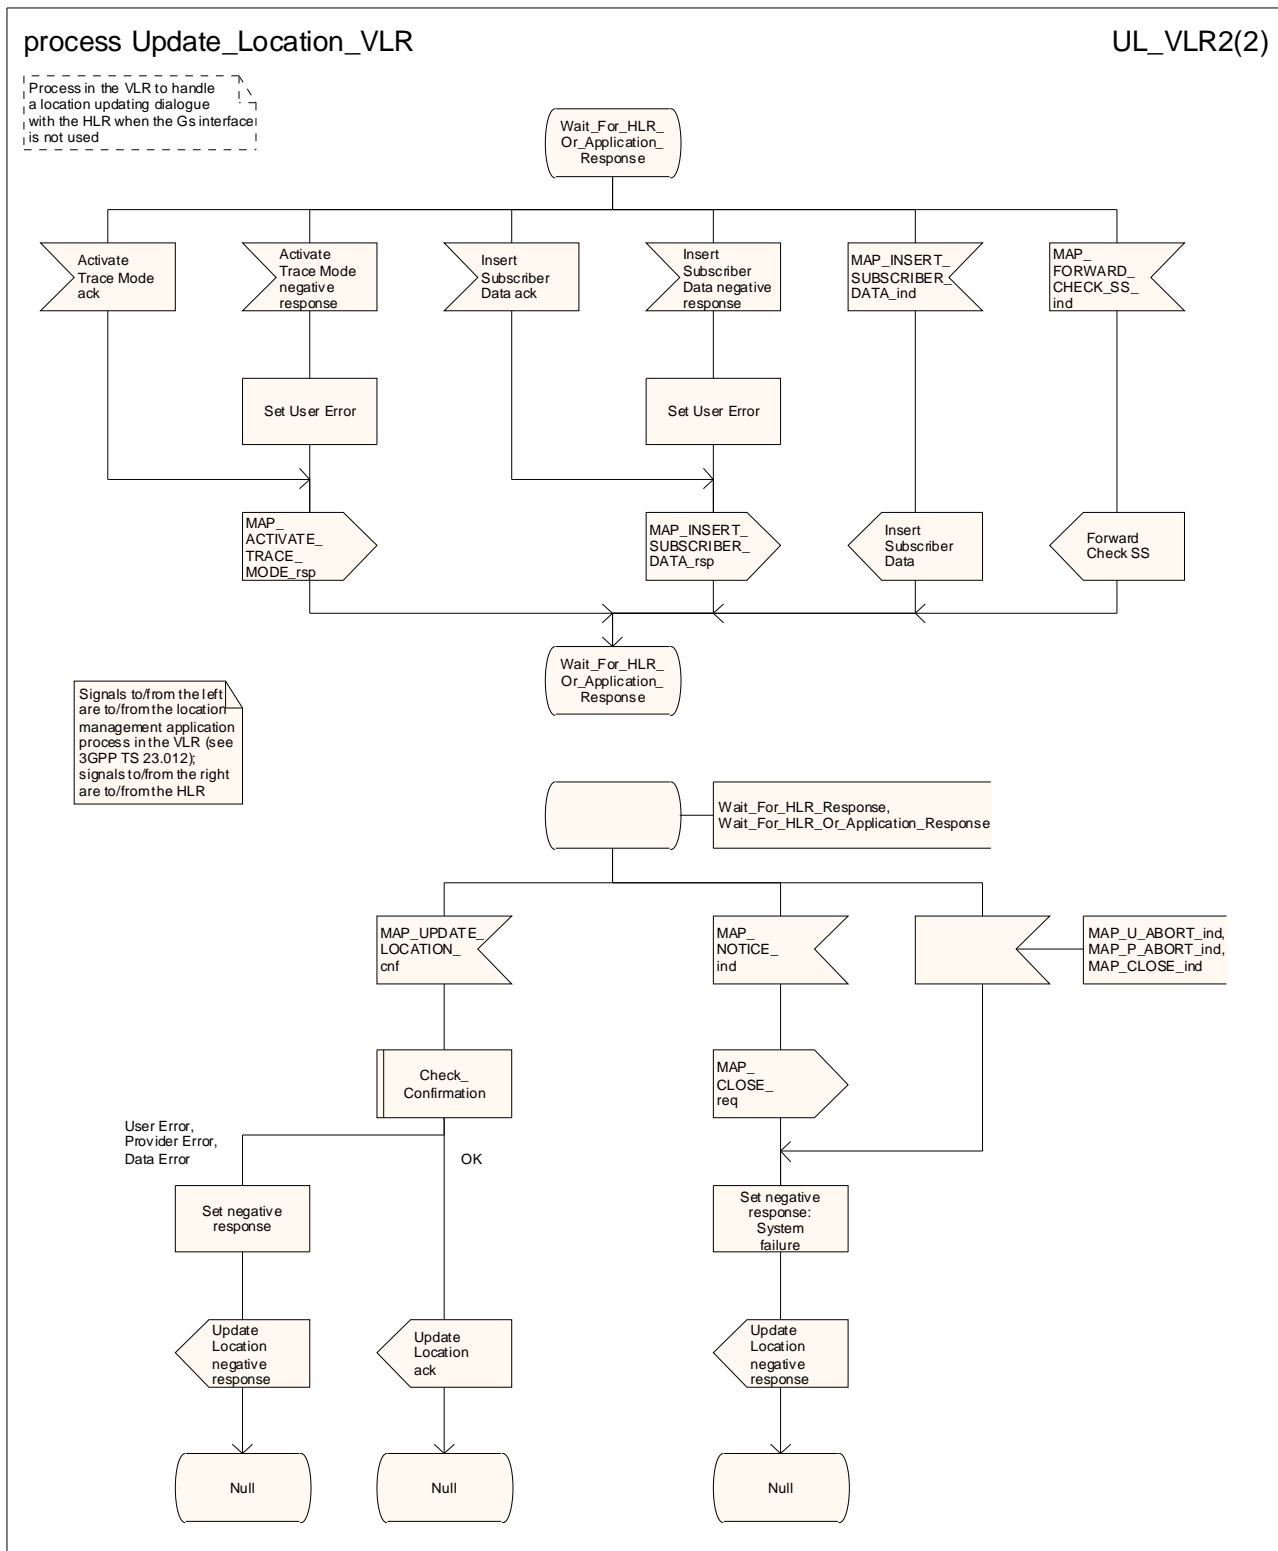 process Update_Location_VLR
UL_VLR2(2)
Process in the VLR to handle
a location updating dialogue
with the HLR when the Gs interface
is not used
Wait_For_HLR_
Or_Application_
Response
Activate
Trace Mode
ack
Activate
Trace Mode
negative
response
Insert
Subscriber
Data ack
Insert
Subscriber
Data negative
response
MAP_INSERT_
SUBSCRIBER_
DATA_ind
MAP_
FORWARD_
CHECK_SS_
ind
Set User Error
Set User Error
MAP_
ACTIVATE_
TRACE_
MODE_rsp
MAP_INSERT_
SUBSCRIBER_
DATA_rsp
Insert
Subscriber
Data
Forward
Check SS
Wait_For_HLR_
Or_Application_
Response
Signals to/from the left
are to/from the location
management application
process in the VLR (see
3GPP TS 23.012);
signals to/from the right
are to/from the HLR
Wait_For_HLR_Response,
Wait_For_HLR_Or_Application_Response
MAP_UPDATE_
LOCATION_
cnf
MAP_
NOTICE_
ind
MAP_U_ABORT_ind,
MAP_P_ABORT_ind,
MAP_CLOSE_ind
Check_
Confirmation
MAP_
CLOSE_
req
User Error,
Provider Error,
Data Error
OK
Set negative
response
Set negative
response:
System
failure
Update
Location
negative
response
Update
Location
ack
Update
Location
negative
response
Null
Null
Null